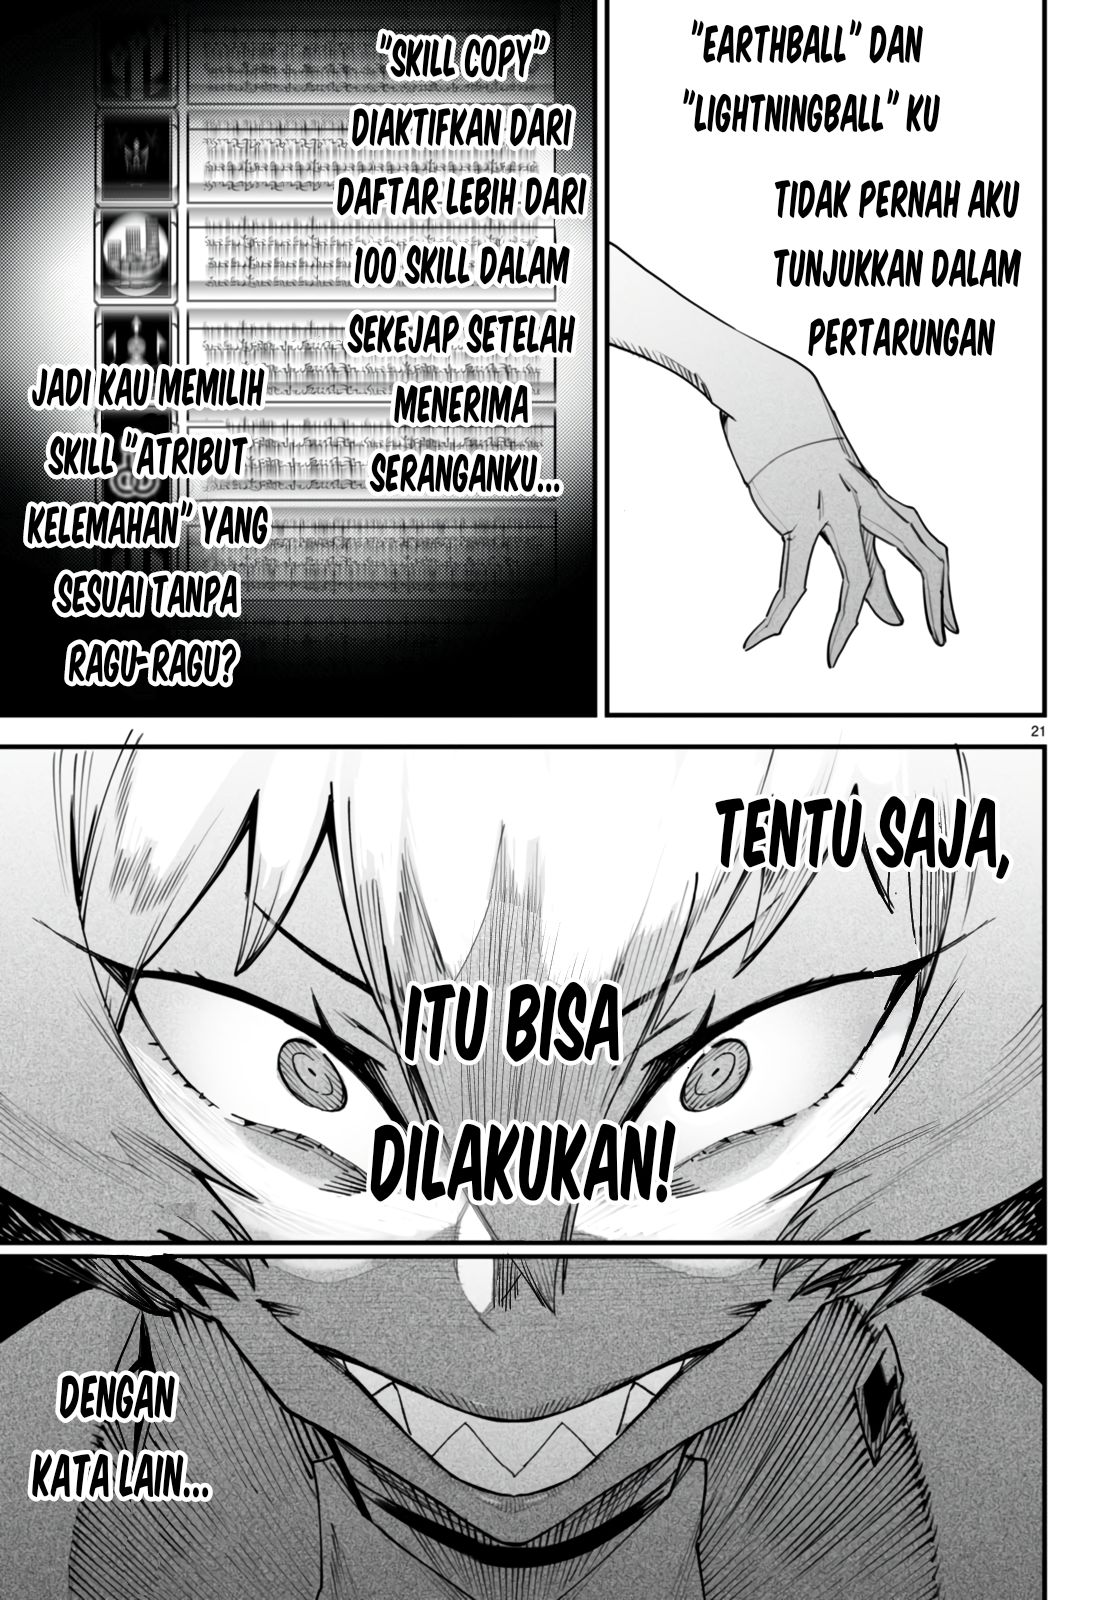 "EARTHBALL" DAN
"LIGHTNINGBALL" KU
TIDAK PERNAH AKU
TUNJUKKAN DALAM
PERTARUNGAN
"SKILL COPY"
DIAKTIFKAN DARI
DAFTAR LEBIH DARI
100 SKILL DALAM
SEKEJAP SETELAH
MENERIMA
SERANGANKU...
JADI KAU MEMILIH
SKILL "ATRIBUT
KELEMAHAN" YANG
SESUAI TANPA
RAGU-RAGU?
21
TENTU SAJA,
ITU BISA
DILAKUKAN!
DENGAN
KATA LAIN...